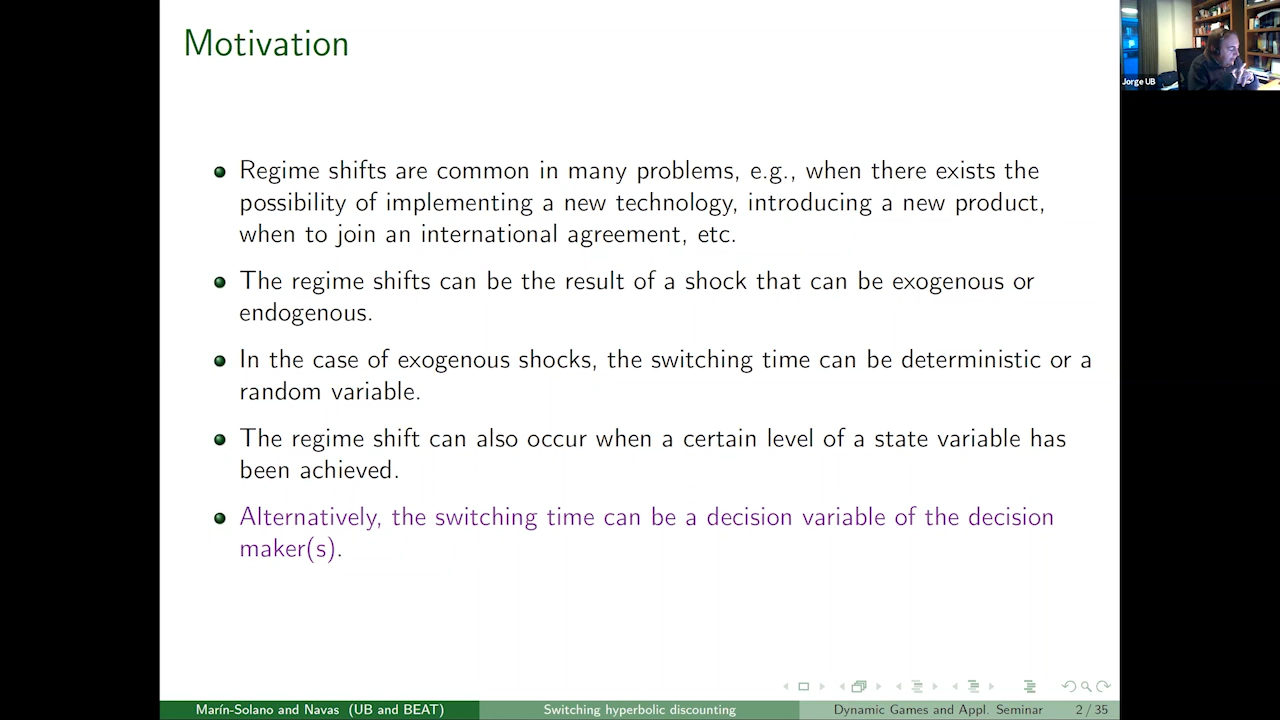 Motivation
Jorge UB
Regime shifts are common in many problems, e.g., when there exists the
possibility of implementing a new technology, introducing a new product,
when to join an international agreement, etc.
The regime shifts can be the result of a shock that can be exogenous or
endogenous.
In the case of exogenous shocks, the switching time can be deterministic or a
random variable.
The regime shift can also occur when a certain level of a state variable has
been achieved.
Alternatively, the switching time can be a decision variable of the decision
maker(s).
Marín-Solano and Navas (UB and BEAT) Switching hyperbolic discounting Dynamic Games and Appl. Seminar 2 / 35